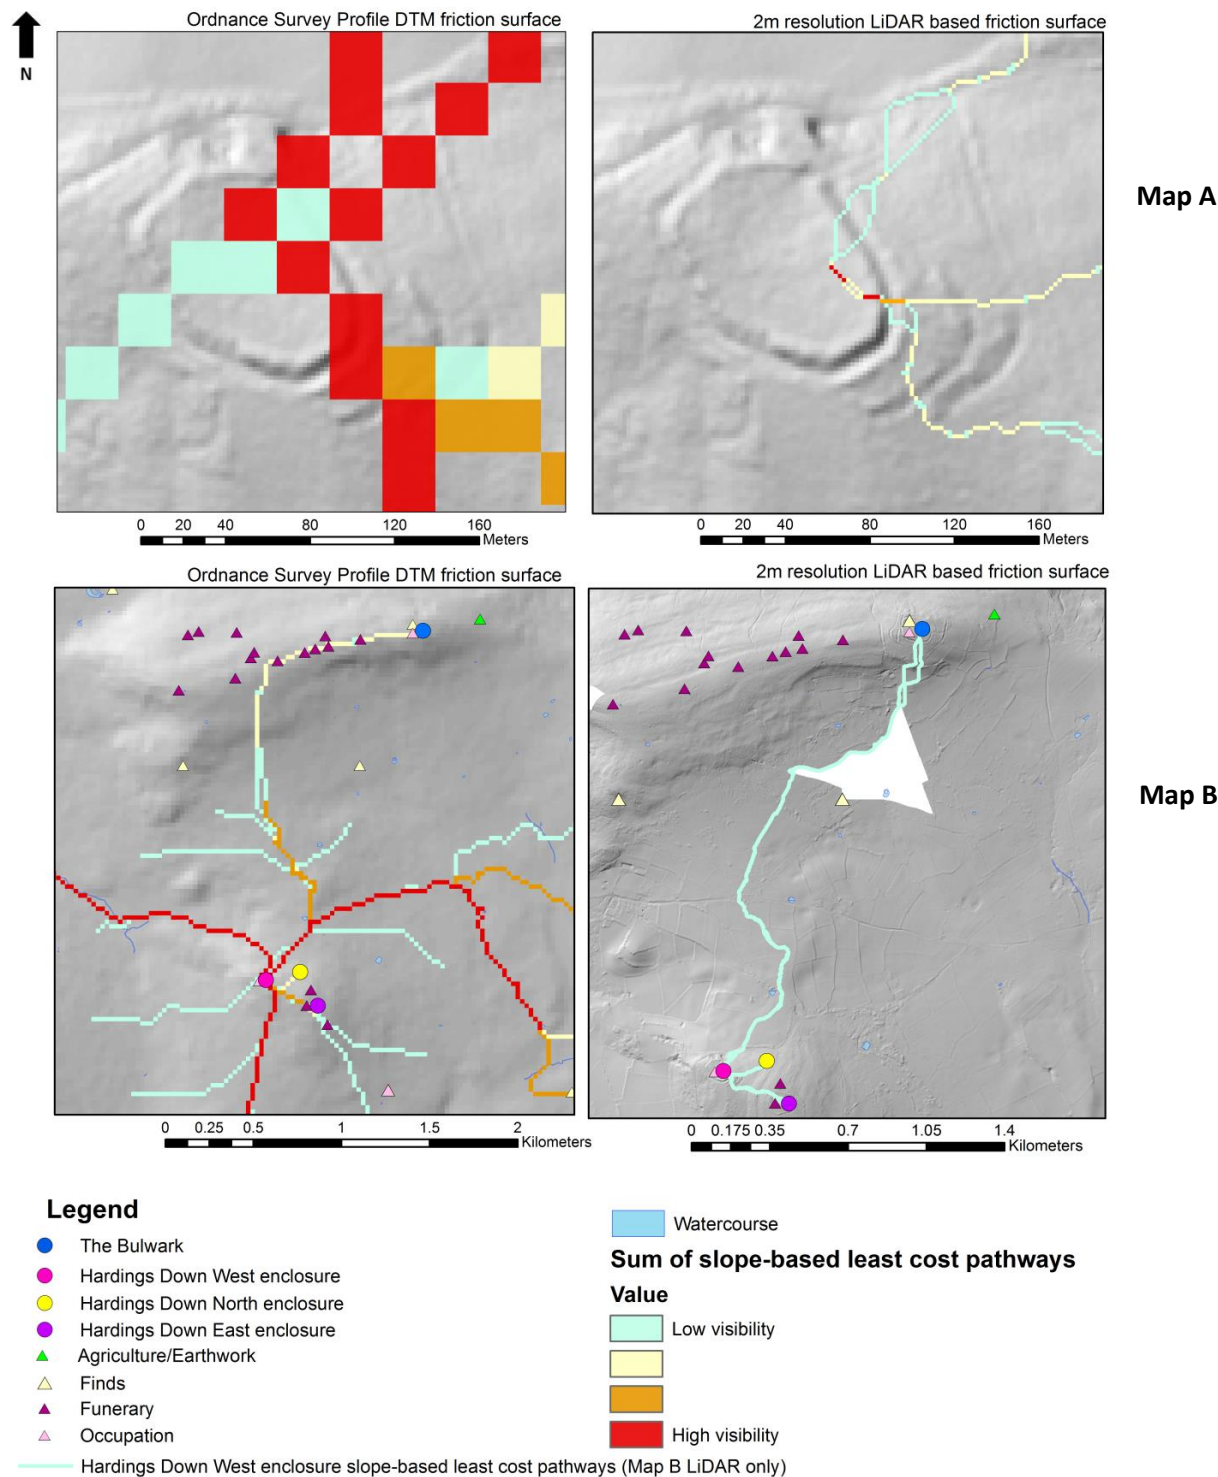 Ordnance Survey Profile DTM friction surface
2m resolution LiDAR based friction surface
N
Map A
0 20 40 80 120 160
Meters
0 20 40 80 120 160
Meters
Ordnance Survey Profile DTM friction surface
2m resolution LiDAR based friction surface
Map B
0 0.25 0.5 1 1.5 2
Kilometers
0 0.175 0.35 0.7 1.05 1.4
Kilometers
Legend
The Bulwark
Hardings Down West enclosure
Hardings Down North enclosure
Hardings Down East enclosure
Agriculture/Earthwork
Finds
Funerary
Occupation
Hardings Down West enclosure slope-based least cost pathways (Map B LiDAR only)
Watercourse
Sum of slope-based least cost pathways
Value
Low visibility
High visibility